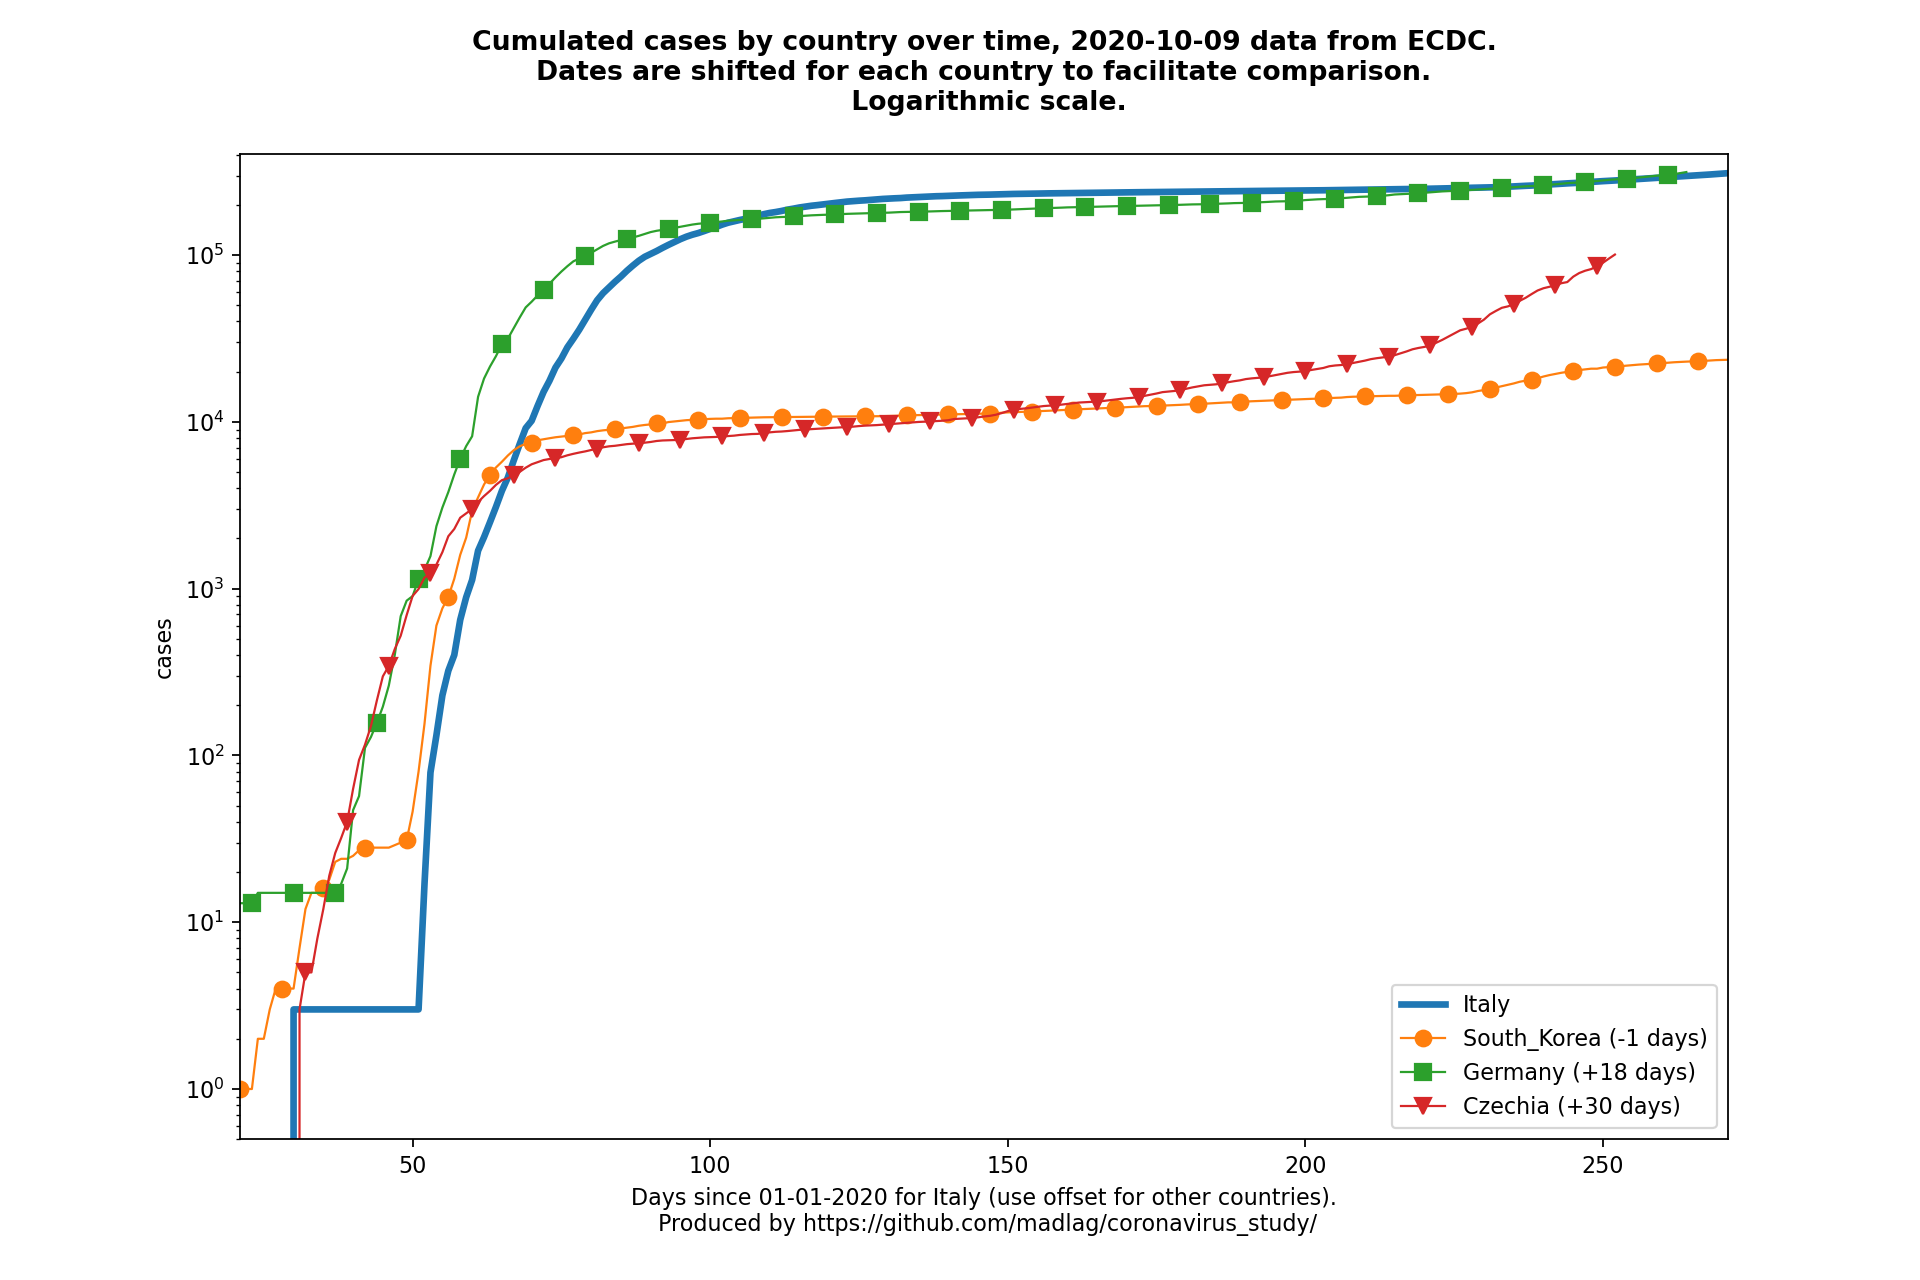 Cumulated cases by country over time, 2020-10-09 data from ECDC.
Dates are shifted for each country to facilitate comparison.
Logarithmic scale.
cases
10^5
10^4
10^3
10^2
10^1
10^0
50
100
150
200
250
Italy
South_Korea (-1 days)
Germany (+18 days)
Czechia (+30 days)
Days since 01-01-2020 for Italy (use offset for other countries).
Produced by https://github.com/madlag/coronavirus_study/